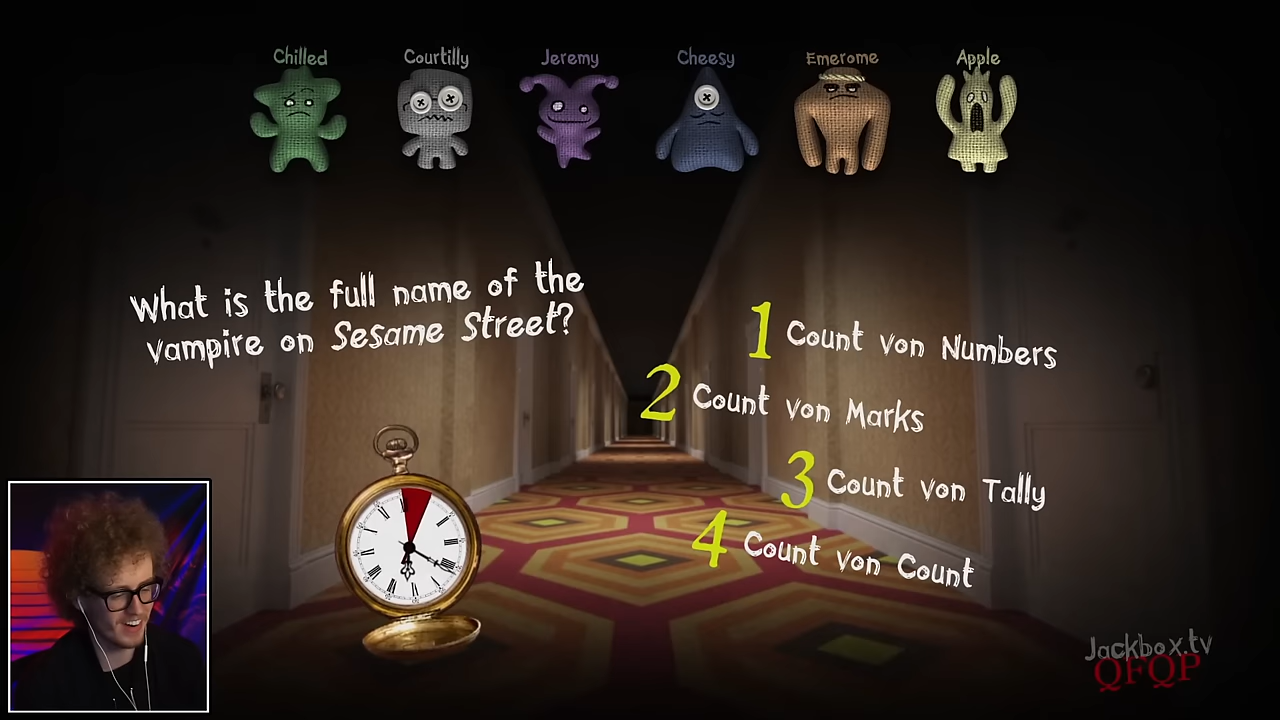 Chilled
Courtilly
Jeremy
Cheesy
Emerome
Apple
What is the full name of the
vampire on Sesame Street?
1 Count von Numbers
2 Count von Marks
3 Count von Tally
4 Count von Count
Jackbox.tv
QFQP